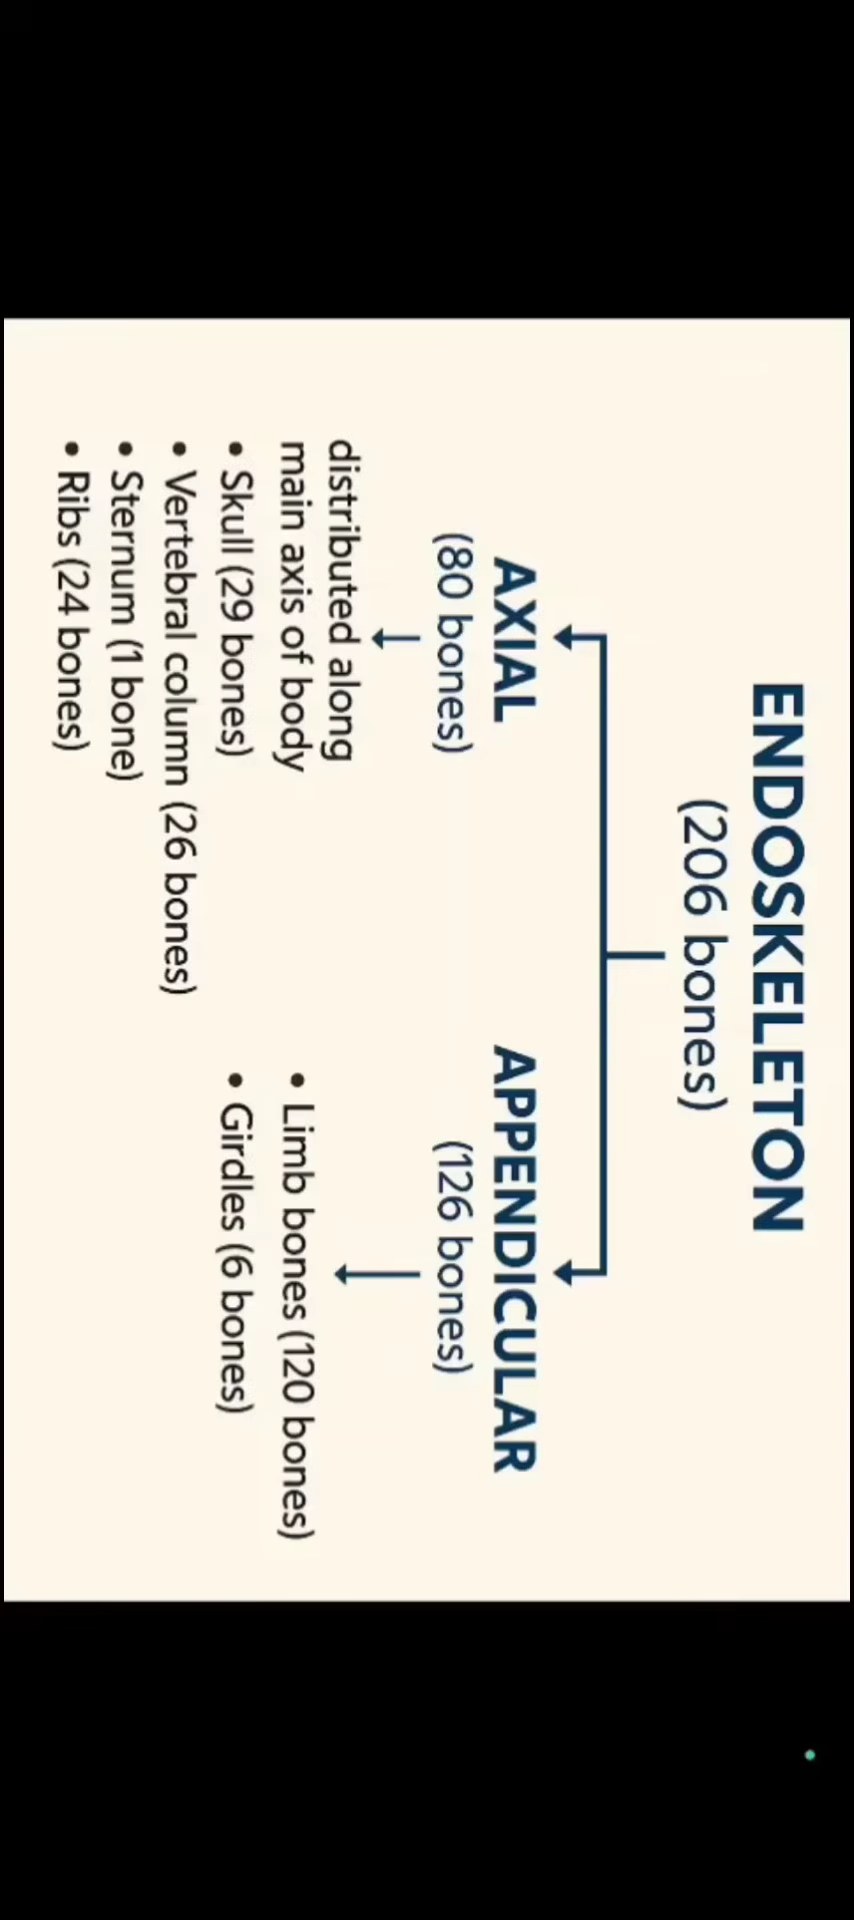 ENDOSKELETON
(206 bones)
AXIAL
(80 bones)
distributed along
main axis of body
• Skull (29 bones)
• Vertebral column (26 bones)
• Sternum (1 bone)
• Ribs (24 bones)
APPENDICULAR
(126 bones)
• Limb bones (120 bones)
• Girdles (6 bones)